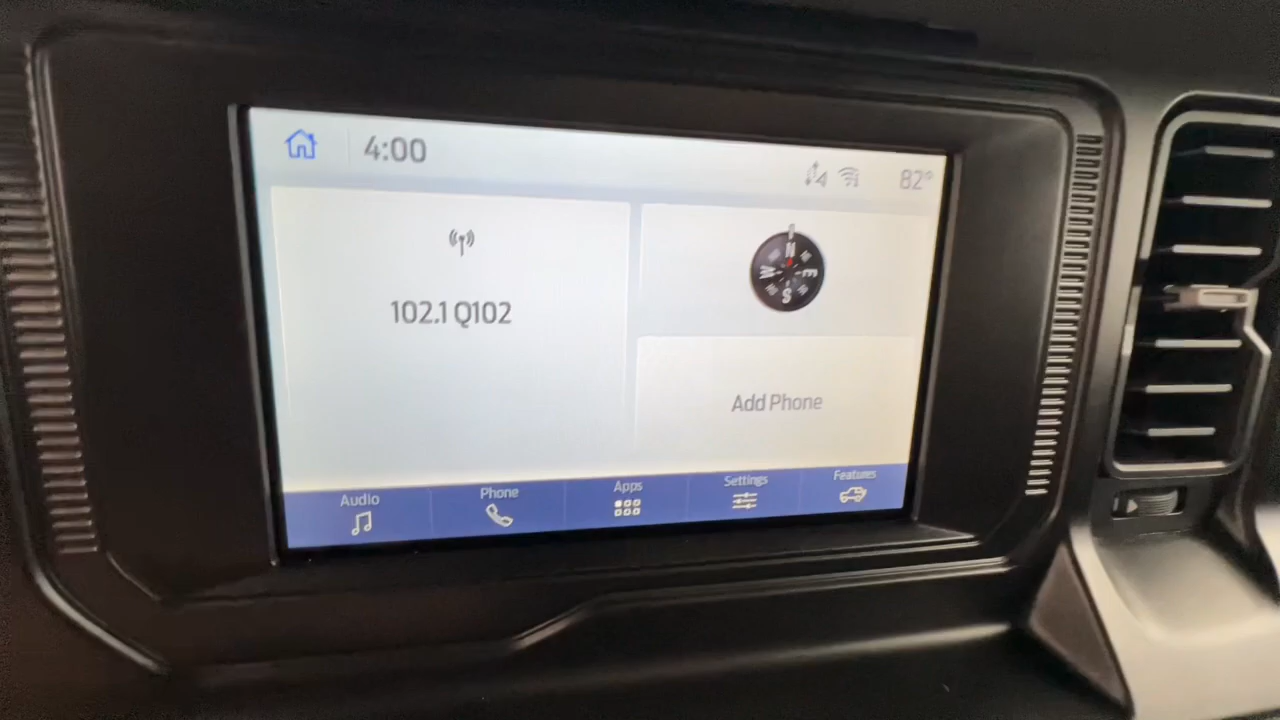 4:00
82°
102.1 Q102
N
W E
S
Add Phone
Audio
Phone
Apps
Settings
Features